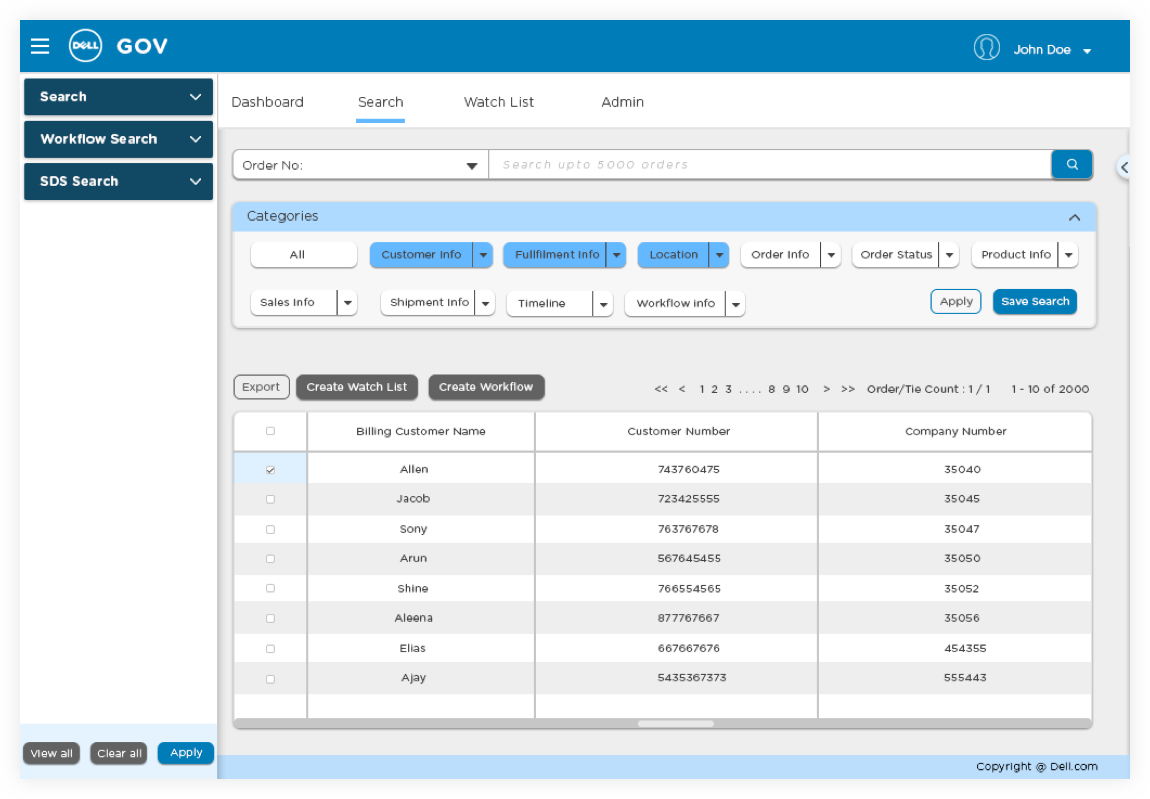 DELL GOV John Doe
Search
Workflow Search
SDS Search
Dashboard Search Watch List Admin
Order No: Search upto 5000 orders
Categories
All Customer Info Fullfilment Info Location Order Info Order Status Product Info
Sales Info Shipment Info Timeline Workflow info Apply Save Search
Export Create Watch List Create Workflow << < 1 2 3 .... 8 9 10 > >> Order/Tie Count : 1 / 1 1 - 10 of 2000
Billing Customer Name Customer Number Company Number
Allen 743760475 35040
Jacob 723425555 35045
Sony 763767678 35047
Arun 567645455 35050
Shine 766554565 35052
Aleena 877767667 35056
Elias 667667676 454355
Ajay 5435367373 555443
View all Clear all Apply
Copyright @ Dell.com